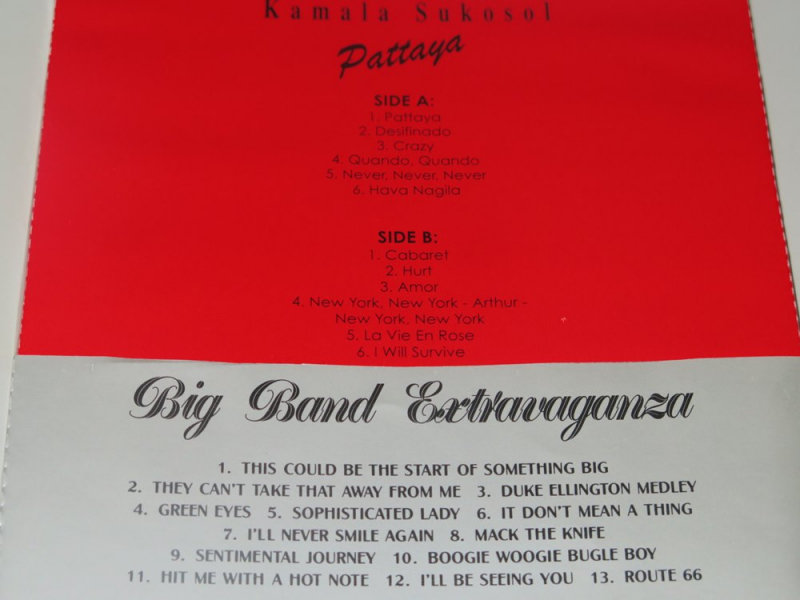 Kamala Sukosol
Pattaya
SIDE A:
1. Pattaya
2. Desifinado
3. Crazy
4. Quando, Quando
5. Never, Never, Never
6. Hava Nagila
SIDE B:
1. Cabaret
2. Hurt
3. Amor
4. New York, New York - Arthur -
New York, New York
5. La Vie En Rose
6. I Will Survive
Big Band Extravaganza
1. THIS COULD BE THE START OF SOMETHING BIG
2. THEY CAN'T TAKE THAT AWAY FROM ME 3. DUKE ELLINGTON MEDLEY
4. GREEN EYES 5. SOPHISTICATED LADY 6. IT DON'T MEAN A THING
7. I'LL NEVER SMILE AGAIN 8. MACK THE KNIFE
9. SENTIMENTAL JOURNEY 10. BOOGIE WOOGIE BUGLE BOY
11. HIT ME WITH A HOT NOTE 12. I'LL BE SEEING YOU 13. ROUTE 66